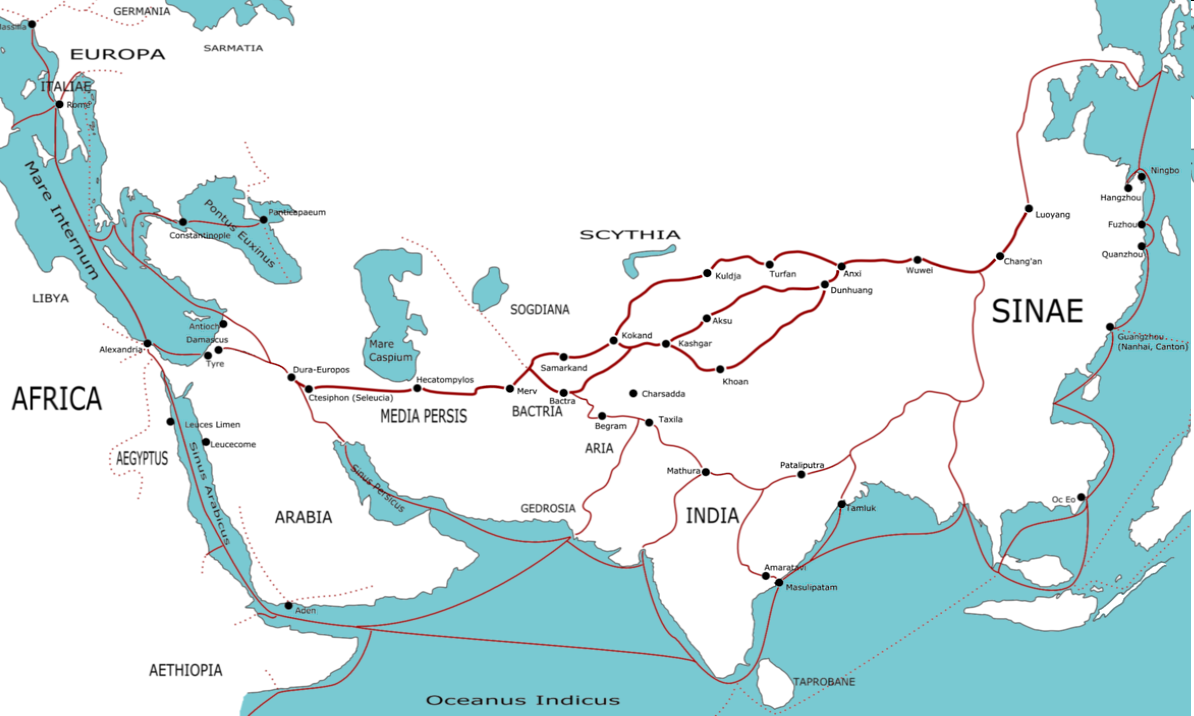 GERMANIA
Massilia
EUROPA
SARMATIA
ITALIAE
Rome
Mare Internum
Ningbo
Hangzhou
Panticapaeum
Pontus Euxinus
Constantinople
Luoyang
Fuzhou
SCYTHIA
Quanzhou
Chang'an
Wuwei
Turfan
Anxi
Kuldja
Dunhuang
LIBYA
SOGDIANA
SINAE
Antioch
Aksu
Damascus
Kokand
Guangzhou
(Nanhai, Canton)
Alexandria
Mare
Caspium
Kashgar
Tyre
Samarkand
Dura-Europos
Hecatompylos
Khoan
Merv
Ctesiphon (Seleucia)
Charsadda
AFRICA
Bactra
MEDIA PERSIS
BACTRIA
Leuces Limen
Begram
Taxila
Leucecome
ARIA
AEGYPTUS
Sinus Arabicus
Sinus Persicus
Mathura
Pataliputra
Oc Eo
GEDROSIA
Tamluk
ARABIA
INDIA
Amaratavi
Masulipatam
Aden
AETHIOPIA
TAPROBANE
Oceanus Indicus